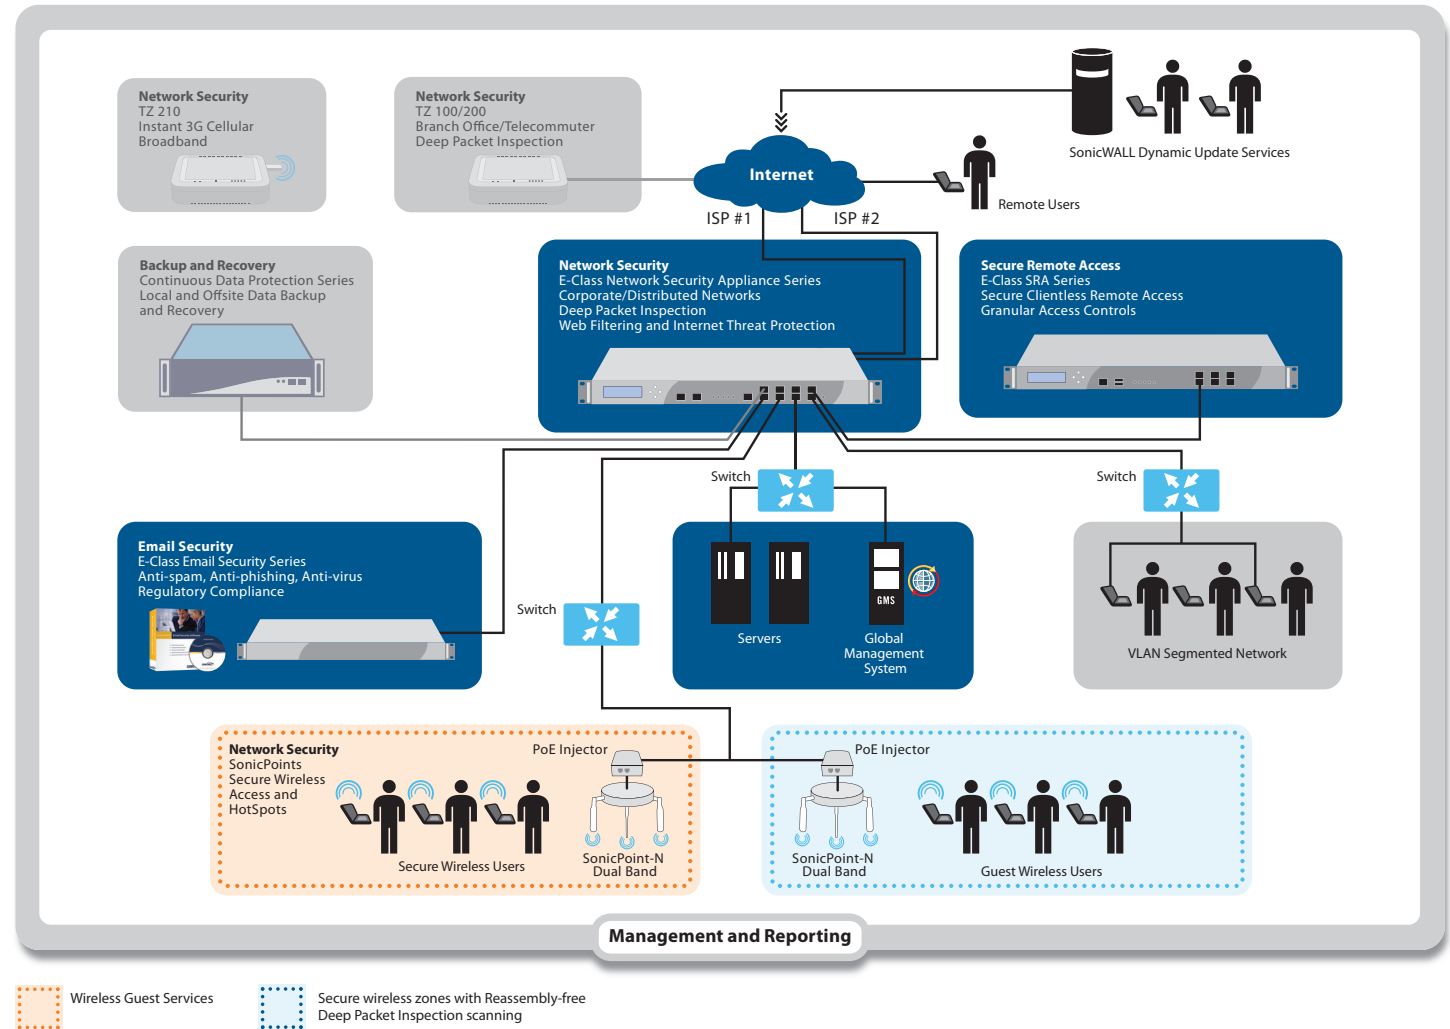 Network Security
TZ 210
Instant 3G Cellular
Broadband
Network Security
TZ 100/200
Branch Office/Telecommuter
Deep Packet Inspection
Internet
ISP #1
ISP #2
SonicWALL Dynamic Update Services
Remote Users
Backup and Recovery
Continuous Data Protection Series
Local and Offsite Data Backup
and Recovery
Network Security
E-Class Network Security Appliance Series
Corporate/Distributed Networks
Deep Packet Inspection
Web Filtering and Internet Threat Protection
Secure Remote Access
E-Class SRA Series
Secure Clientless Remote Access
Granular Access Controls
Switch
Switch
Email Security
E-Class Email Security Series
Anti-spam, Anti-phishing, Anti-virus
Regulatory Compliance
Switch
GMS
Servers
Global
Management
System
VLAN Segmented Network
Network Security
SonicPoints
Secure Wireless
Access and
HotSpots
PoE Injector
Secure Wireless Users
SonicPoint-N
Dual Band
PoE Injector
SonicPoint-N
Dual Band
Guest Wireless Users
Management and Reporting
Wireless Guest Services
Secure wireless zones with Reassembly-free
Deep Packet Inspection scanning